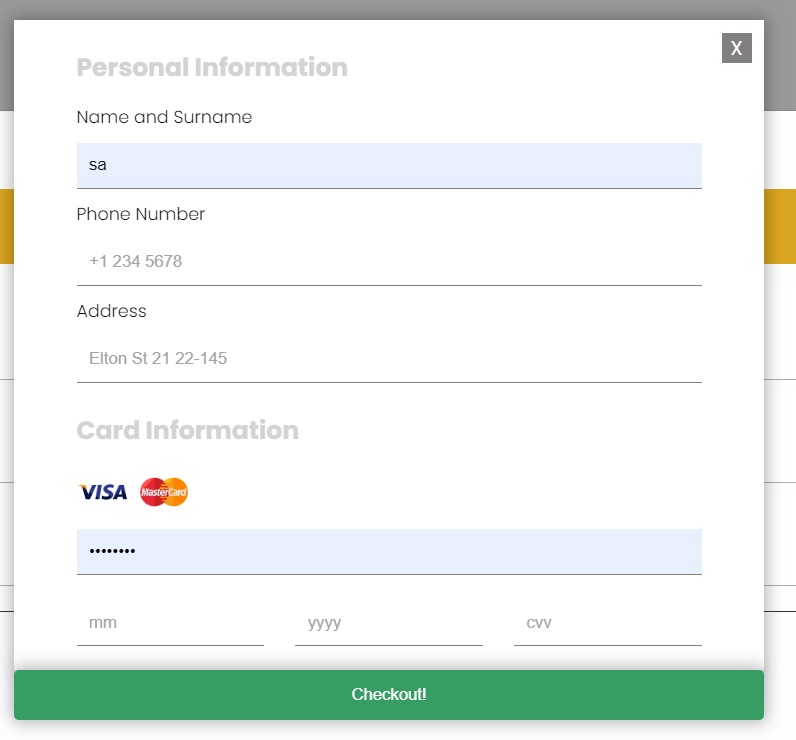 X
Personal Information
Name and Surname
sa
Phone Number
+1 234 5678
Address
Elton St 21 22-145
Card Information
VISA MasterCard
••••••••
mm yyyy cvv
Checkout!